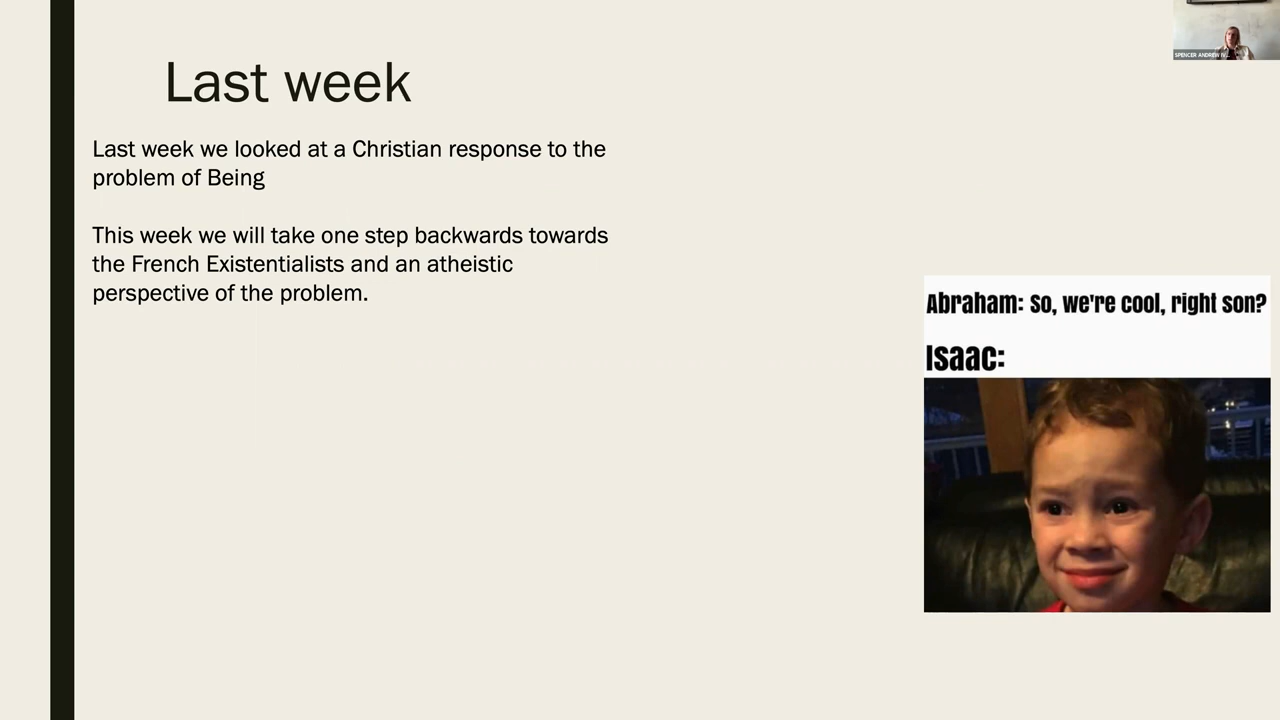 Last week
Last week we looked at a Christian response to the
problem of Being
This week we will take one step backwards towards
the French Existentialists and an atheistic
perspective of the problem.
Abraham: So, we're cool, right son?
Isaac:
SPENCER ANDREW